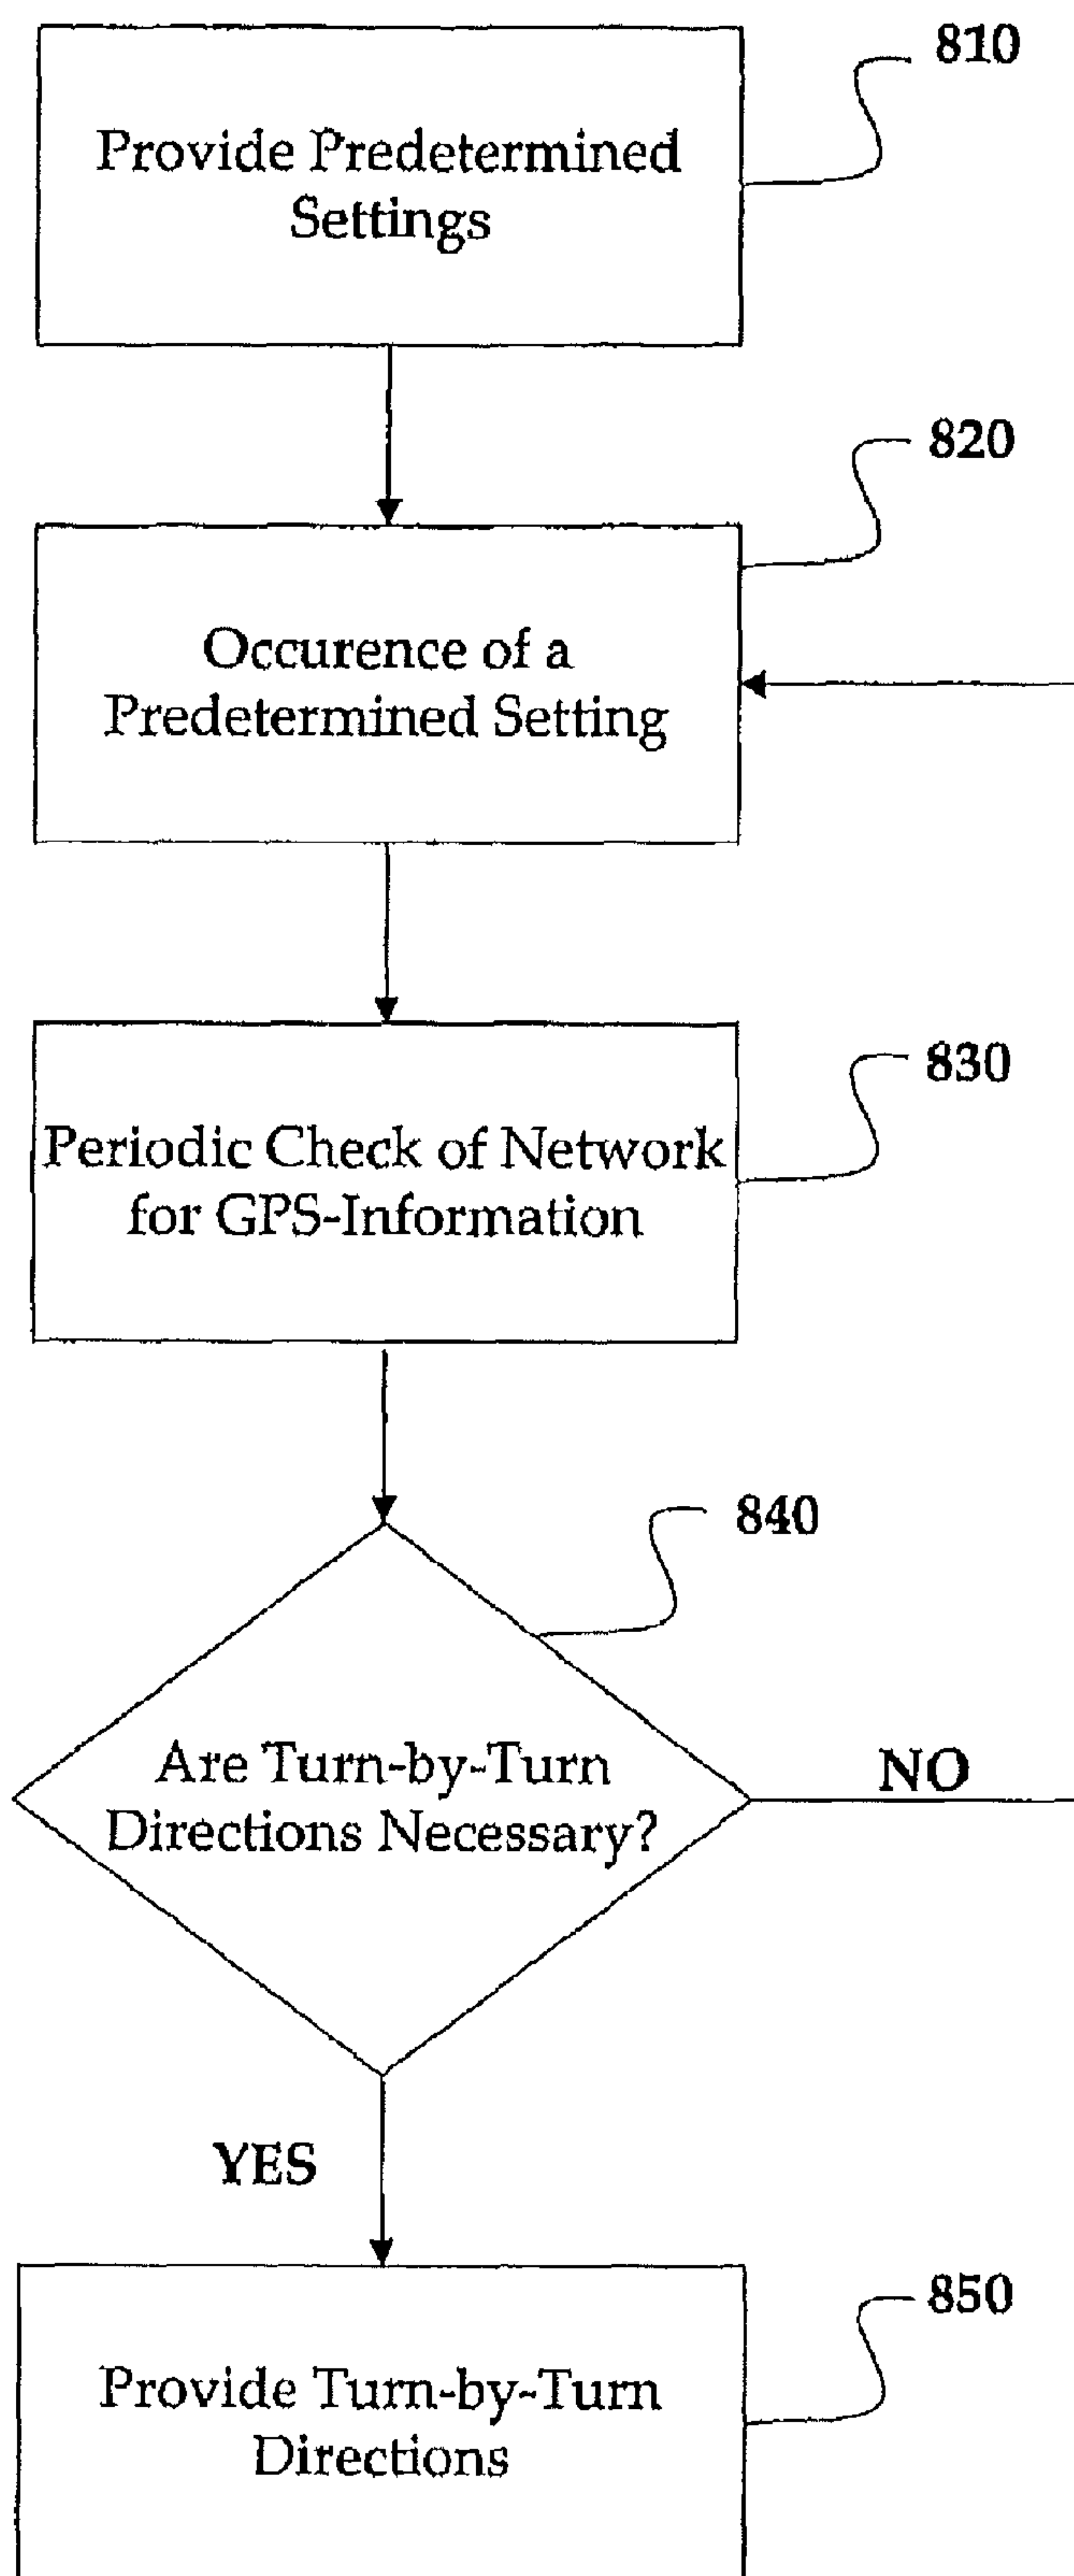 810
Provide Predetermined
Settings
820
Occurence of a
Predetermined Setting
830
Periodic Check of Network
for GPS-Information
840
Are Turn-by-Turn
Directions Necessary?
NO
YES
850
Provide Turn-by-Turn
Directions